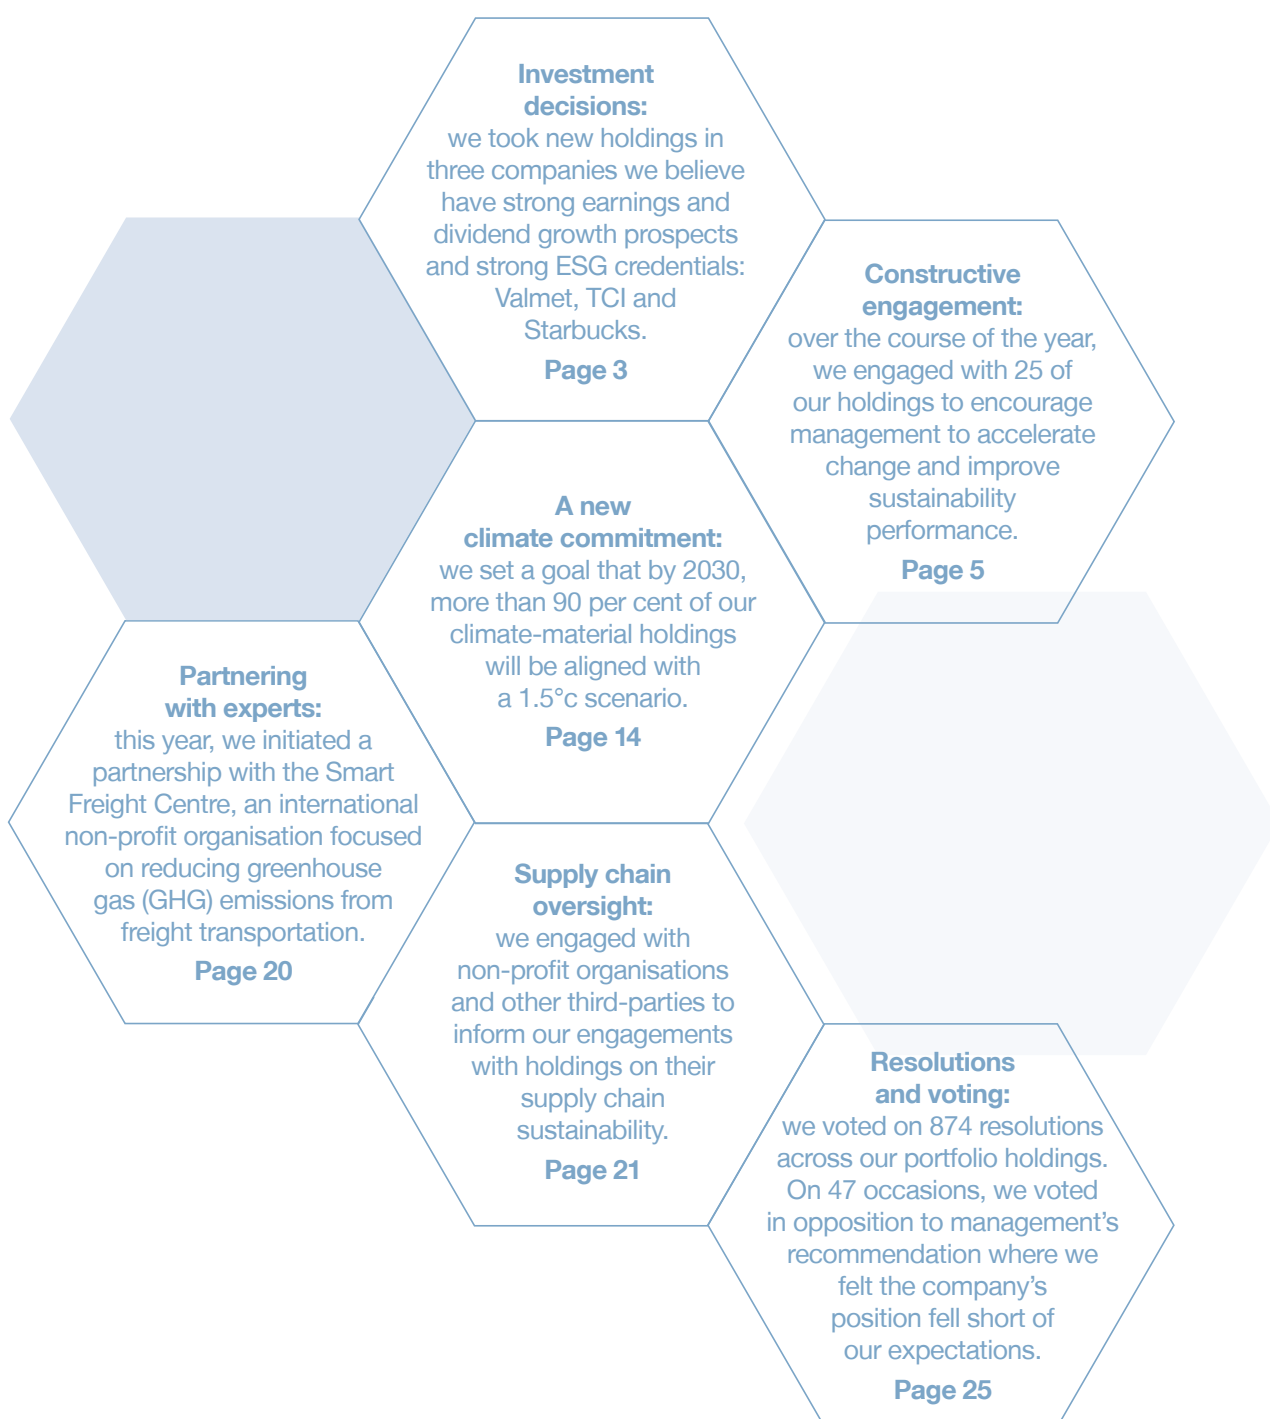 Investment
decisions:
we took new holdings in
three companies we believe
have strong earnings and
dividend growth prospects
and strong ESG credentials:
Valmet, TCI and
Starbucks.
Page 3
Constructive
engagement:
over the course of the year,
we engaged with 25 of
our holdings to encourage
management to accelerate
change and improve
sustainability
performance.
Page 5
A new
climate commitment:
we set a goal that by 2030,
more than 90 per cent of our
climate-material holdings
will be aligned with
a 1.5°c scenario.
Page 14
Partnering
with experts:
this year, we initiated a
partnership with the Smart
Freight Centre, an international
non-profit organisation focused
on reducing greenhouse
gas (GHG) emissions from
freight transportation.
Page 20
Supply chain
oversight:
we engaged with
non-profit organisations
and other third-parties to
inform our engagements
with holdings on their
supply chain
sustainability.
Page 21
Resolutions
and voting:
we voted on 874 resolutions
across our portfolio holdings.
On 47 occasions, we voted
in opposition to management’s
recommendation where we
felt the company’s
position fell short of
our expectations.
Page 25